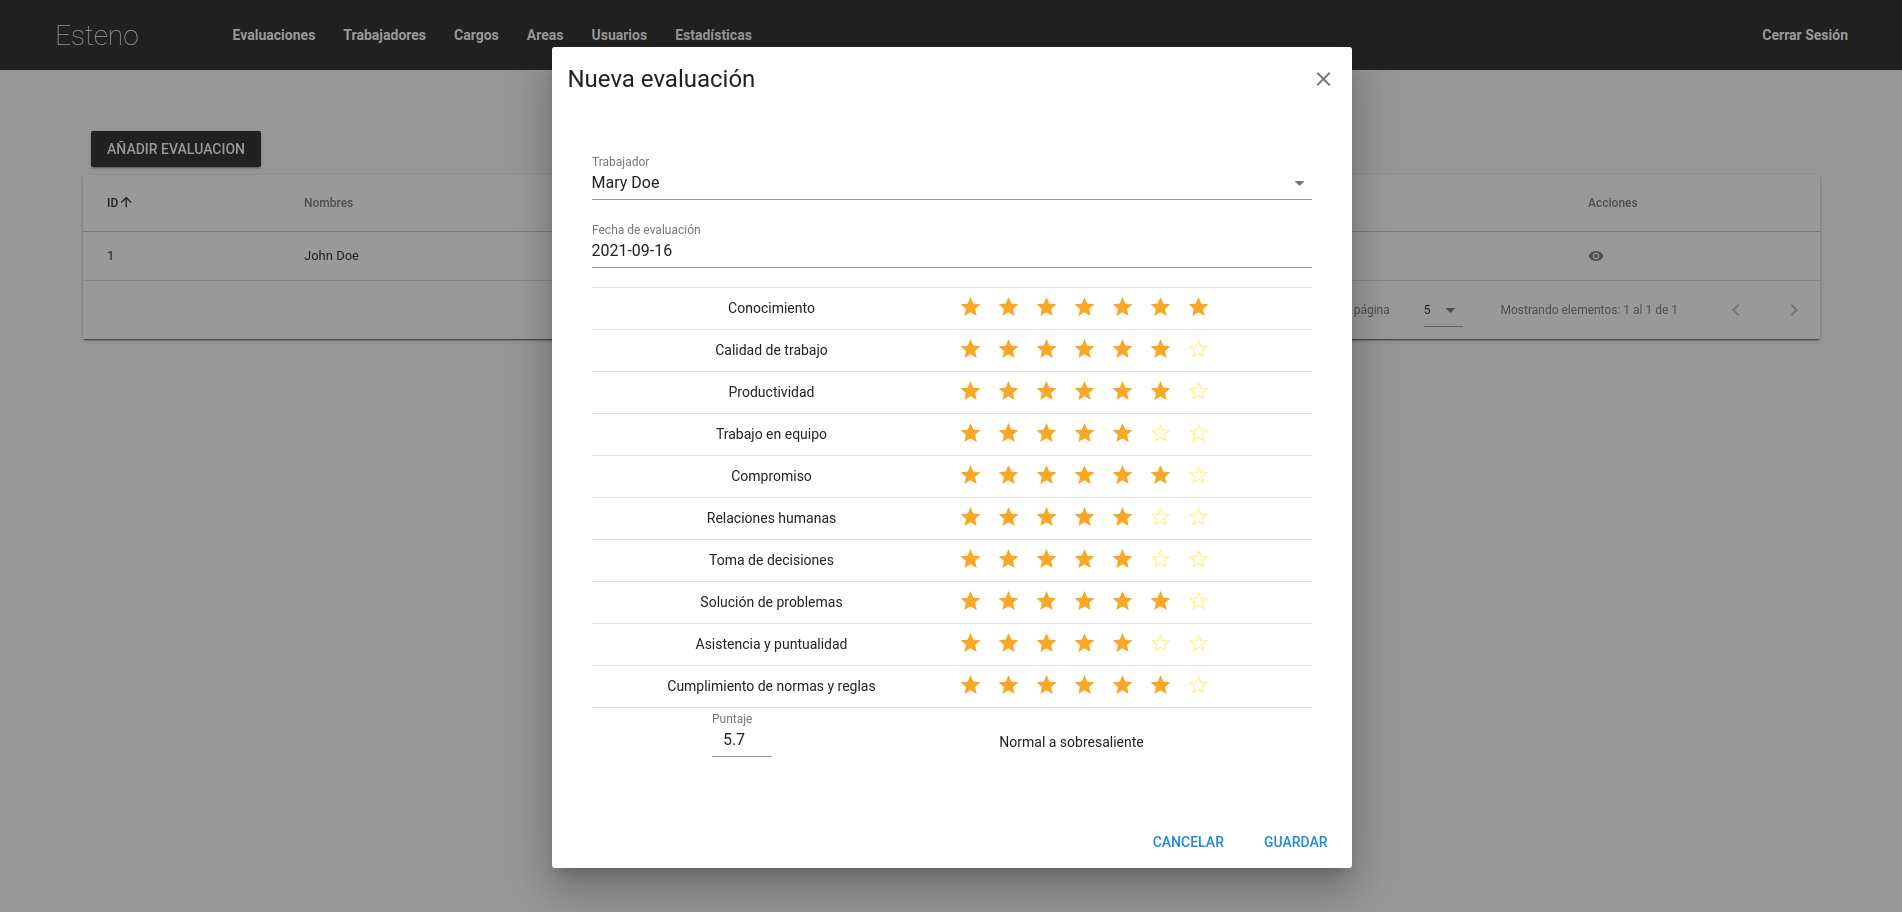 Esteno Evaluaciones Trabajadores Cargos Areas Usuarios Estadísticas Cerrar Sesión
Nueva evaluación
AÑADIR EVALUACION
ID Nombres Acciones
1 John Doe
página 5 Mostrando elementos: 1 al 1 de 1
Trabajador
Mary Doe
Fecha de evaluación
2021-09-16
Conocimiento
Calidad de trabajo
Productividad
Trabajo en equipo
Compromiso
Relaciones humanas
Toma de decisiones
Solución de problemas
Asistencia y puntualidad
Cumplimiento de normas y reglas
Puntaje
5.7 Normal a sobresaliente
CANCELAR GUARDAR